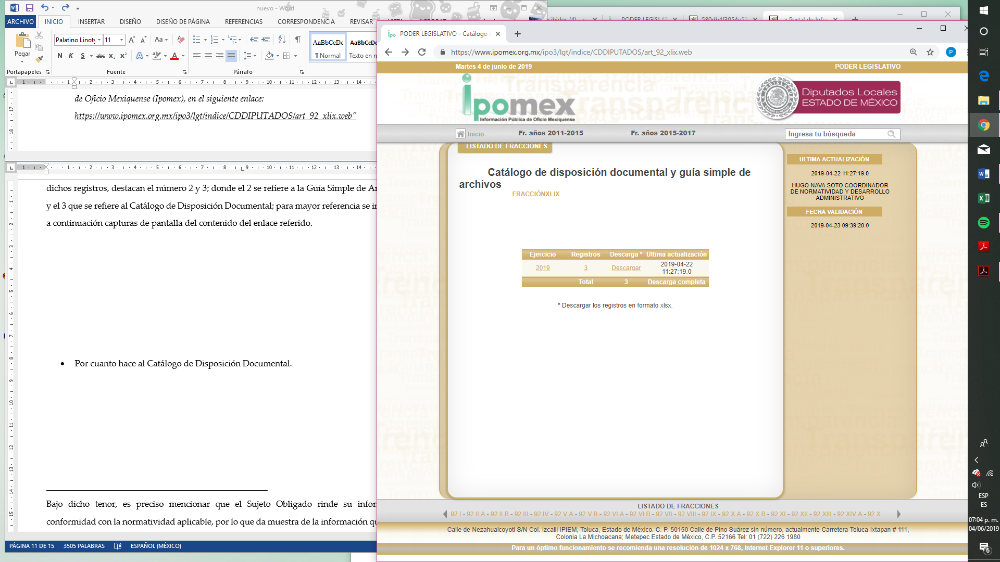 nuevo - Word
ARCHIVO INICIO INSERTAR DISEÑO DISEÑO DE PÁGINA REFERENCIAS CORRESPONDENCIA REVISAR
Pegar
Palatino Linoty 11
N K S abc x₂ x²
AaBbCcDd AaBbCcDd
¶ Normal Texto en n
Portapapeles Fuente Párrafo
de Oficio Mexiquense (Ipomex), en el siguiente enlace:
https://www.ipomex.org.mx/ipo3/lgt/indice/CDDIPUTADOS/art_92_xlix.web”
dichos registros, destacan el número 2 y 3; donde el 2 se refiere a la Guía Simple de
y el 3 que se refiere al Catálogo de Disposición Documental; para mayor referencia se
a continuación capturas de pantalla del contenido del enlace referido.
• Por cuanto hace al Catálogo de Disposición Documental.
Bajo dicho tenor, es preciso mencionar que el Sujeto Obligado rinde su
conformidad con la normatividad aplicable, por lo que da muestra de la información
PÁGINA 11 DE 15 3505 PALABRAS ESPAÑOL (MÉXICO)
PODER LEGISLATIVO - Catálogo
https://www.ipomex.org.mx/ipo3/lgt/indice/CDDIPUTADOS/art_92_xlix.web
P
Martes 4 de junio de 2019 PODER LEGISLATIVO
ipomex
Información Pública de Oficio Mexiquense
Diputados Locales
ESTADO DE MÉXICO
Inicio Fr. años 2011-2015 Fr. años 2015-2017 Ingresa tu búsqueda
LISTADO DE FRACCIONES
Catálogo de disposición documental y guía simple de
archivos
FRACCIÓNXLIX
Ejercicio Registros Descarga * Ultima actualización
2019 3 Descargar 2019-04-22
11:27:19.0
Total 3 Descarga completa
* Descargar los registros en formato xlsx.
ULTIMA ACTUALIZACIÓN
2019-04-22 11:27:19.0
HUGO NAVA SOTO COORDINADOR
DE NORMATIVIDAD Y DESARROLLO
ADMINISTRATIVO
FECHA VALIDACIÓN
2019-04-23 09:39:20.0
LISTADO DE FRACCIONES
92 I - 92 II A - 92 II B - 92 III - 92 IV - 92 V A - 92 V B - 92 VI A - 92 VI B - 92 VII - 92 VIII - 92 IX - 92 X A - 92 X B - 92 XI - 92 XII - 92 XIII - 92 XIV A - 92 X
Calle de Nezahualcoyotl S/N Col. Izcalli IPIEM, Toluca, Estado de México. C. P. 50150 Calle de Pino Suárez sin número, actualmente Carretera Toluca-Ixtapan # 111,
Colonia La Michoacana; Metepec Estado de México, C.P. 52166 Tel: 01 (722) 226 1980
Para un óptimo funcionamiento se recomienda una resolución de 1024 x 768, Internet Explorer 11 o superiores.
ESP
ES
07:04 p. m.
04/06/2019
6